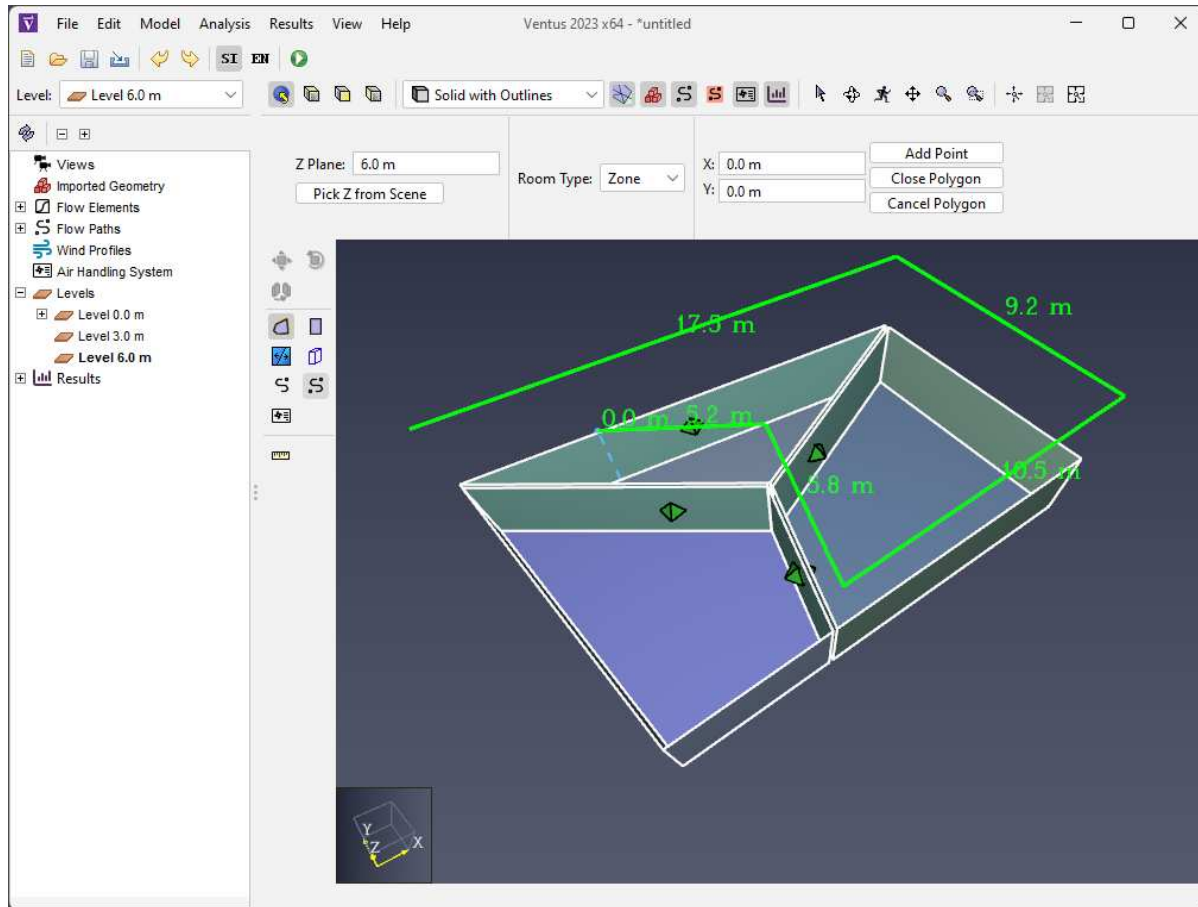 File Edit Model Analysis Results View Help Ventus 2023 x64 - *untitled
SI EN
Level: Level 6.0 m Solid with Outlines
Views
Imported Geometry
Flow Elements
Flow Paths
Wind Profiles
Air Handling System
Levels
Level 0.0 m
Level 3.0 m
Level 6.0 m
Results
Z Plane: 6.0 m
Pick Z from Scene
Room Type: Zone
X: 0.0 m
Y: 0.0 m
Add Point
Close Polygon
Cancel Polygon
17.5 m
9.2 m
0.0 m
5.2 m
5.8 m
10.5 m
Y
Z
X